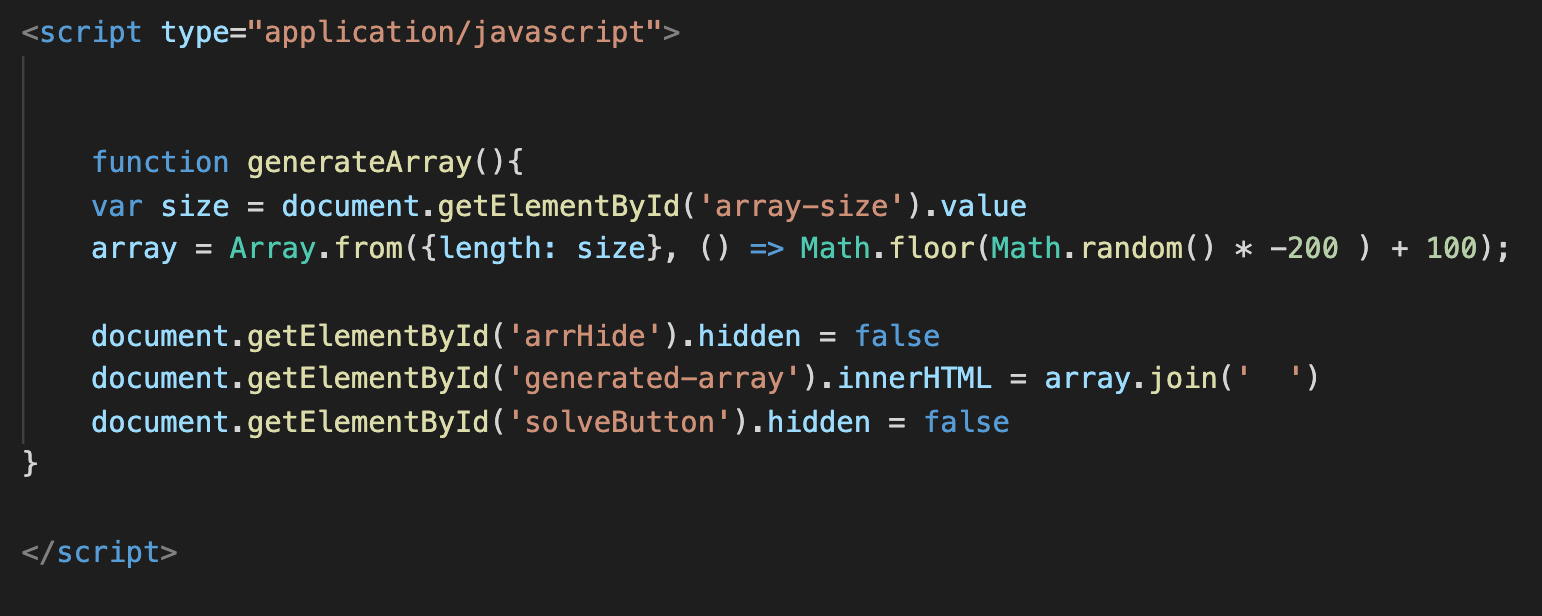 <script type="application/javascript">
function generateArray(){
var size = document.getElementById('array-size').value
array = Array.from({length: size}, () => Math.floor(Math.random() * -200 ) + 100);
document.getElementById('arrHide').hidden = false
document.getElementById('generated-array').innerHTML = array.join('  ')
document.getElementById('solveButton').hidden = false
}
</script>